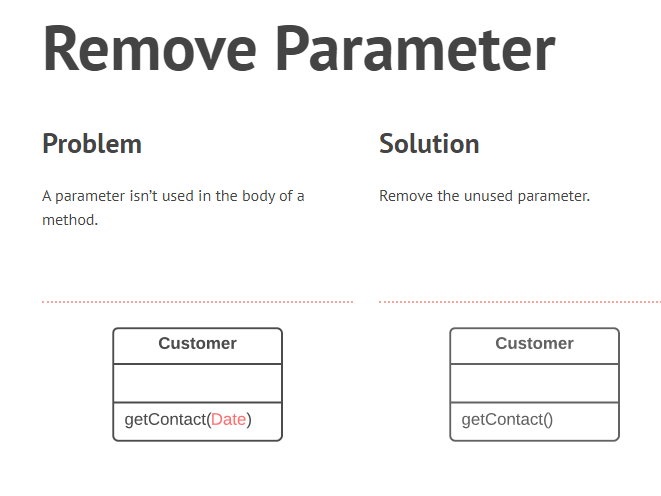 Remove Parameter
Problem
A parameter isn't used in the body of a
method.
Solution
Remove the unused parameter.
Customer
getContact(Date)
Customer
getContact()